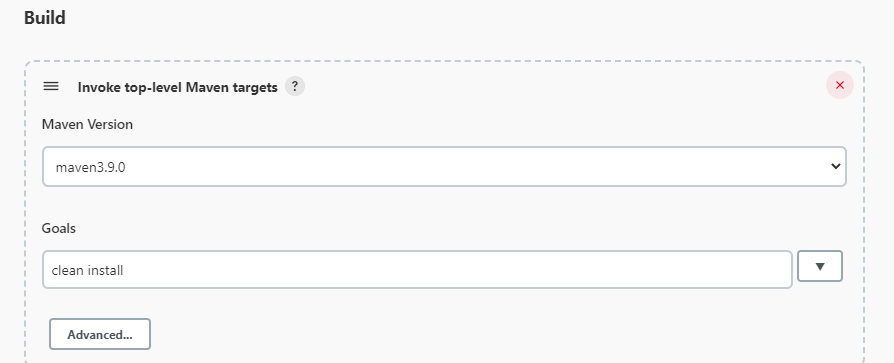 Build
Invoke top-level Maven targets ?
Maven Version
maven3.9.0
Goals
clean install
Advanced...